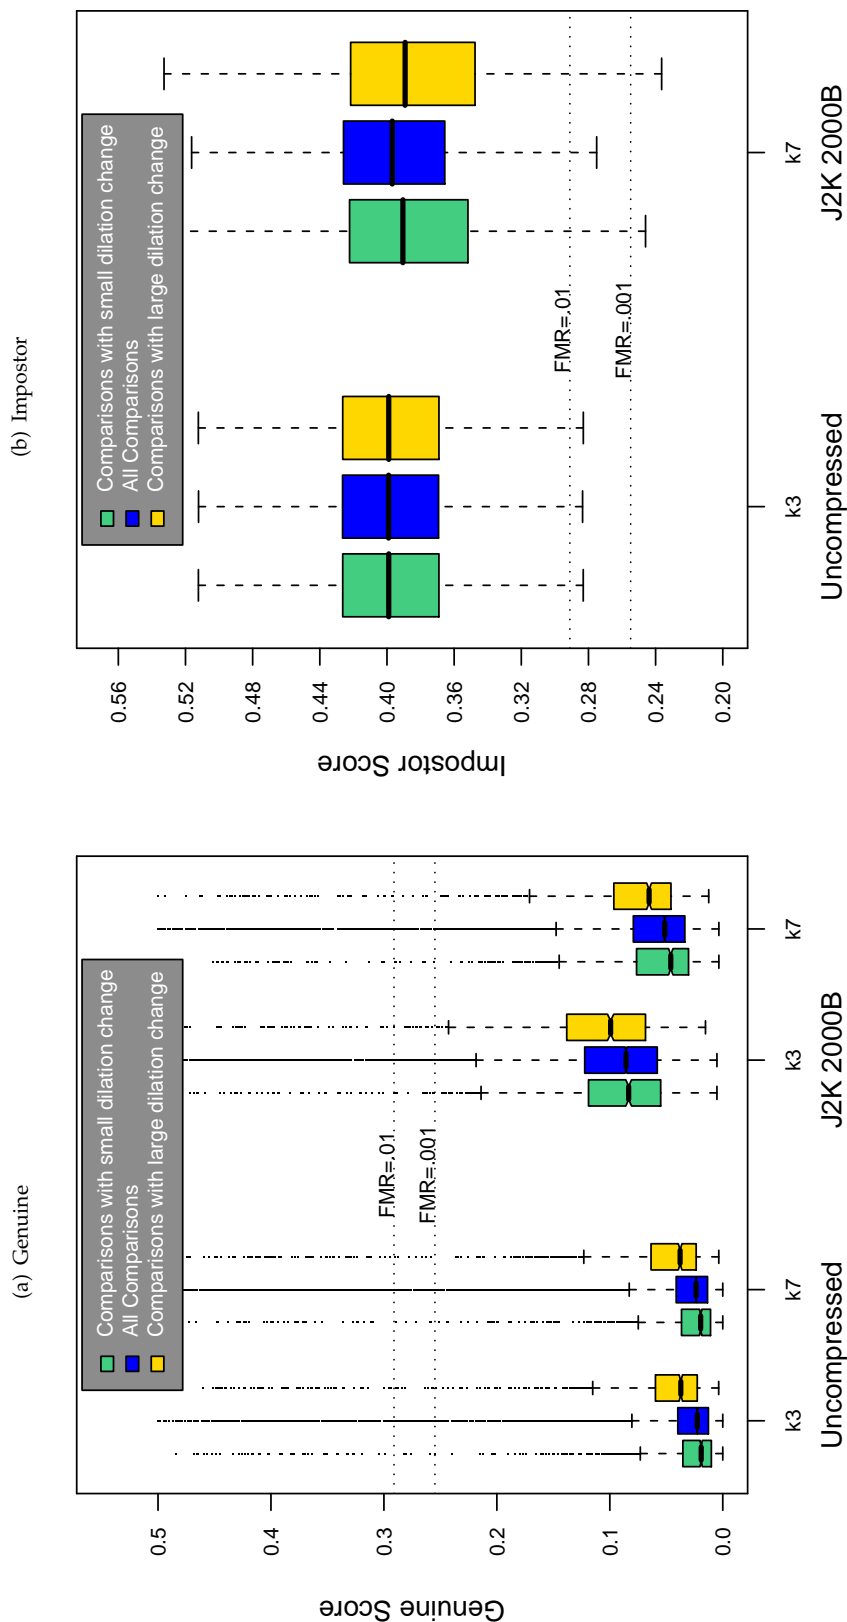 (a) Genuine
Genuine Score
0.5
0.4
0.3
0.2
0.1
0.0
Comparisons with small dilation change
All Comparisons
Comparisons with large dilation change
FMR=.01
FMR=.001
k3
k7
k3
k7
Uncompressed
J2K 2000B
(b) Impostor
Impostor Score
0.56
0.52
0.48
0.44
0.40
0.36
0.32
0.28
0.24
0.20
Comparisons with small dilation change
All Comparisons
Comparisons with large dilation change
FMR=.01
FMR=.001
k3
k7
Uncompressed
J2K 2000B